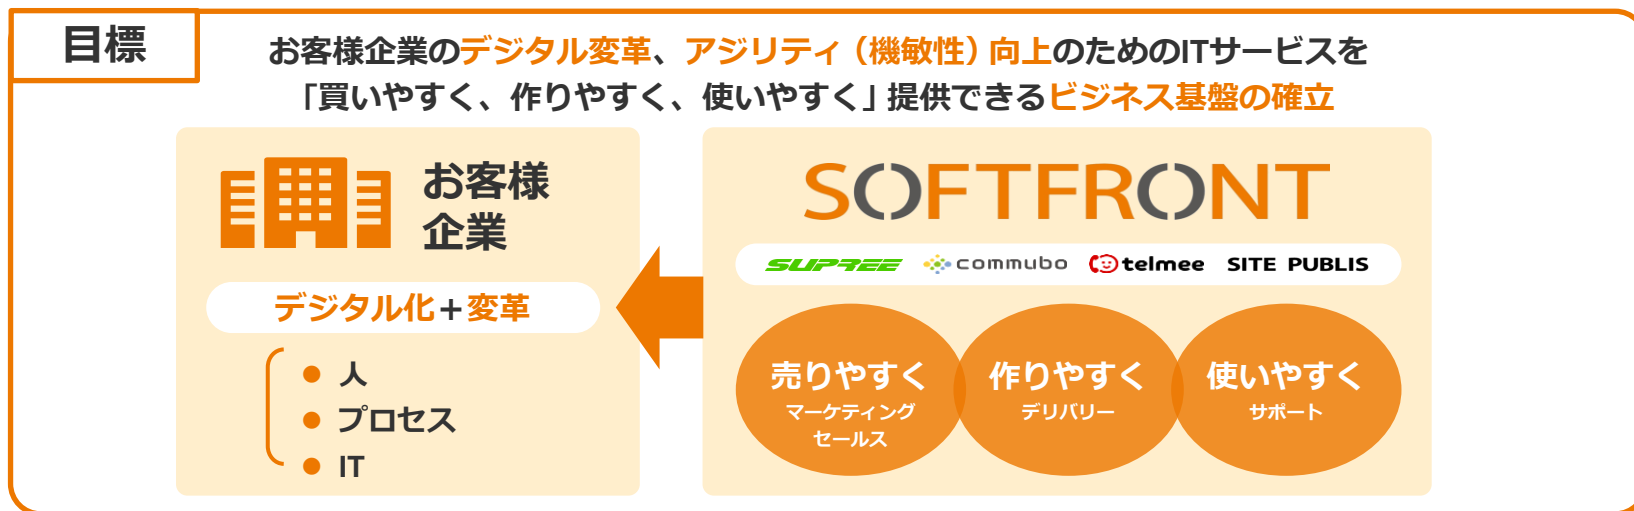 目標
お客様企業のデジタル変革、アジリティ（機敏性）向上のためのITサービスを
「買いやすく、作りやすく、使いやすく」提供できるビジネス基盤の確立
お客様
企業
デジタル化+変革
人
プロセス
IT
SOFTFRONT
SUPREE commubo telmee SITE PUBLIS
売りやすく
マーケティング
セールス
作りやすく
デリバリー
使いやすく
サポート